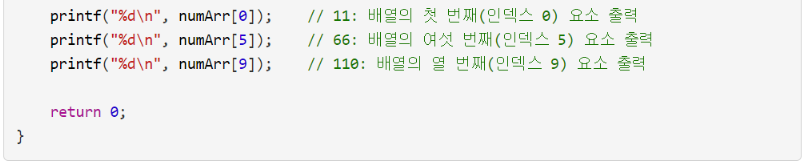 printf("%d\n", numArr[0]);    // 11: 배열의 첫 번째(인덱스 0) 요소 출력
printf("%d\n", numArr[5]);    // 66: 배열의 여섯 번째(인덱스 5) 요소 출력
printf("%d\n", numArr[9]);    // 110: 배열의 열 번째(인덱스 9) 요소 출력
return 0;
}